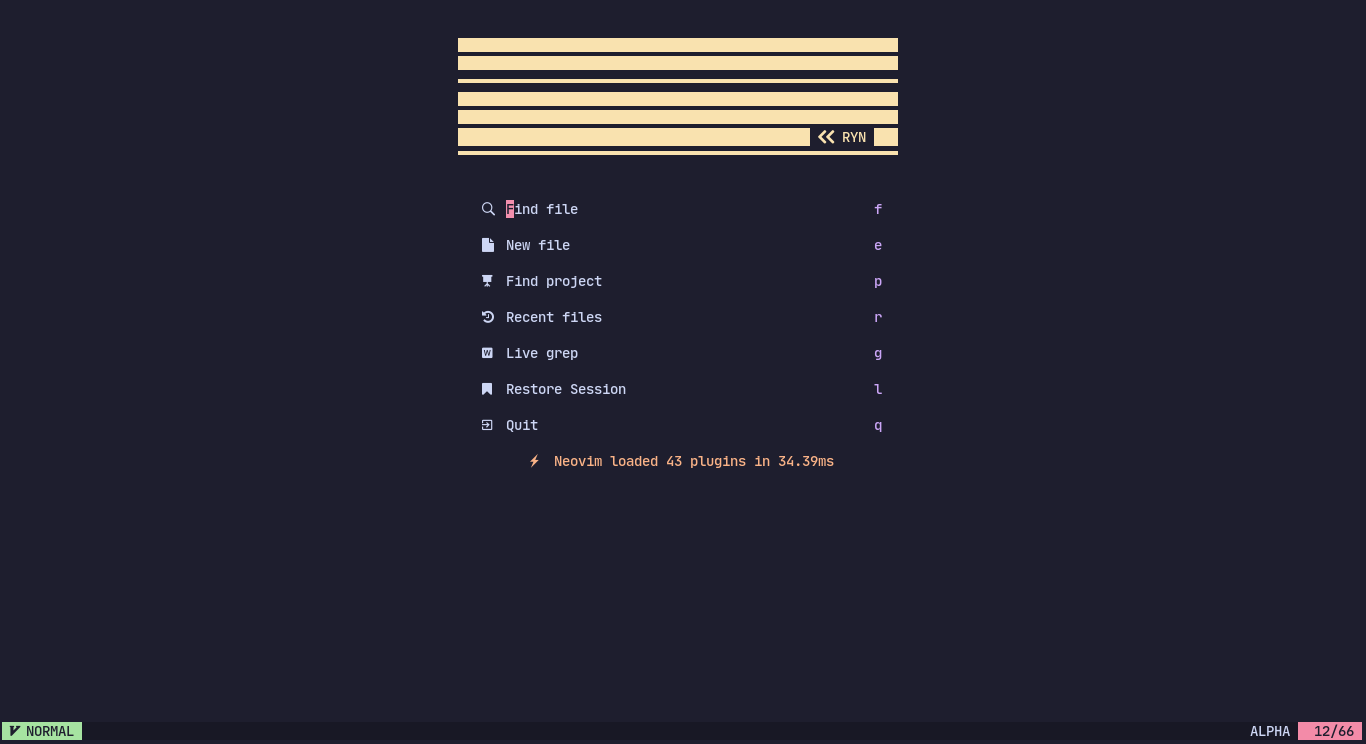 RYN
Find file f
New file e
Find project p
Recent files r
Live grep g
Restore Session l
Quit q
Neovim loaded 43 plugins in 34.39ms
NORMAL ALPHA 12/66